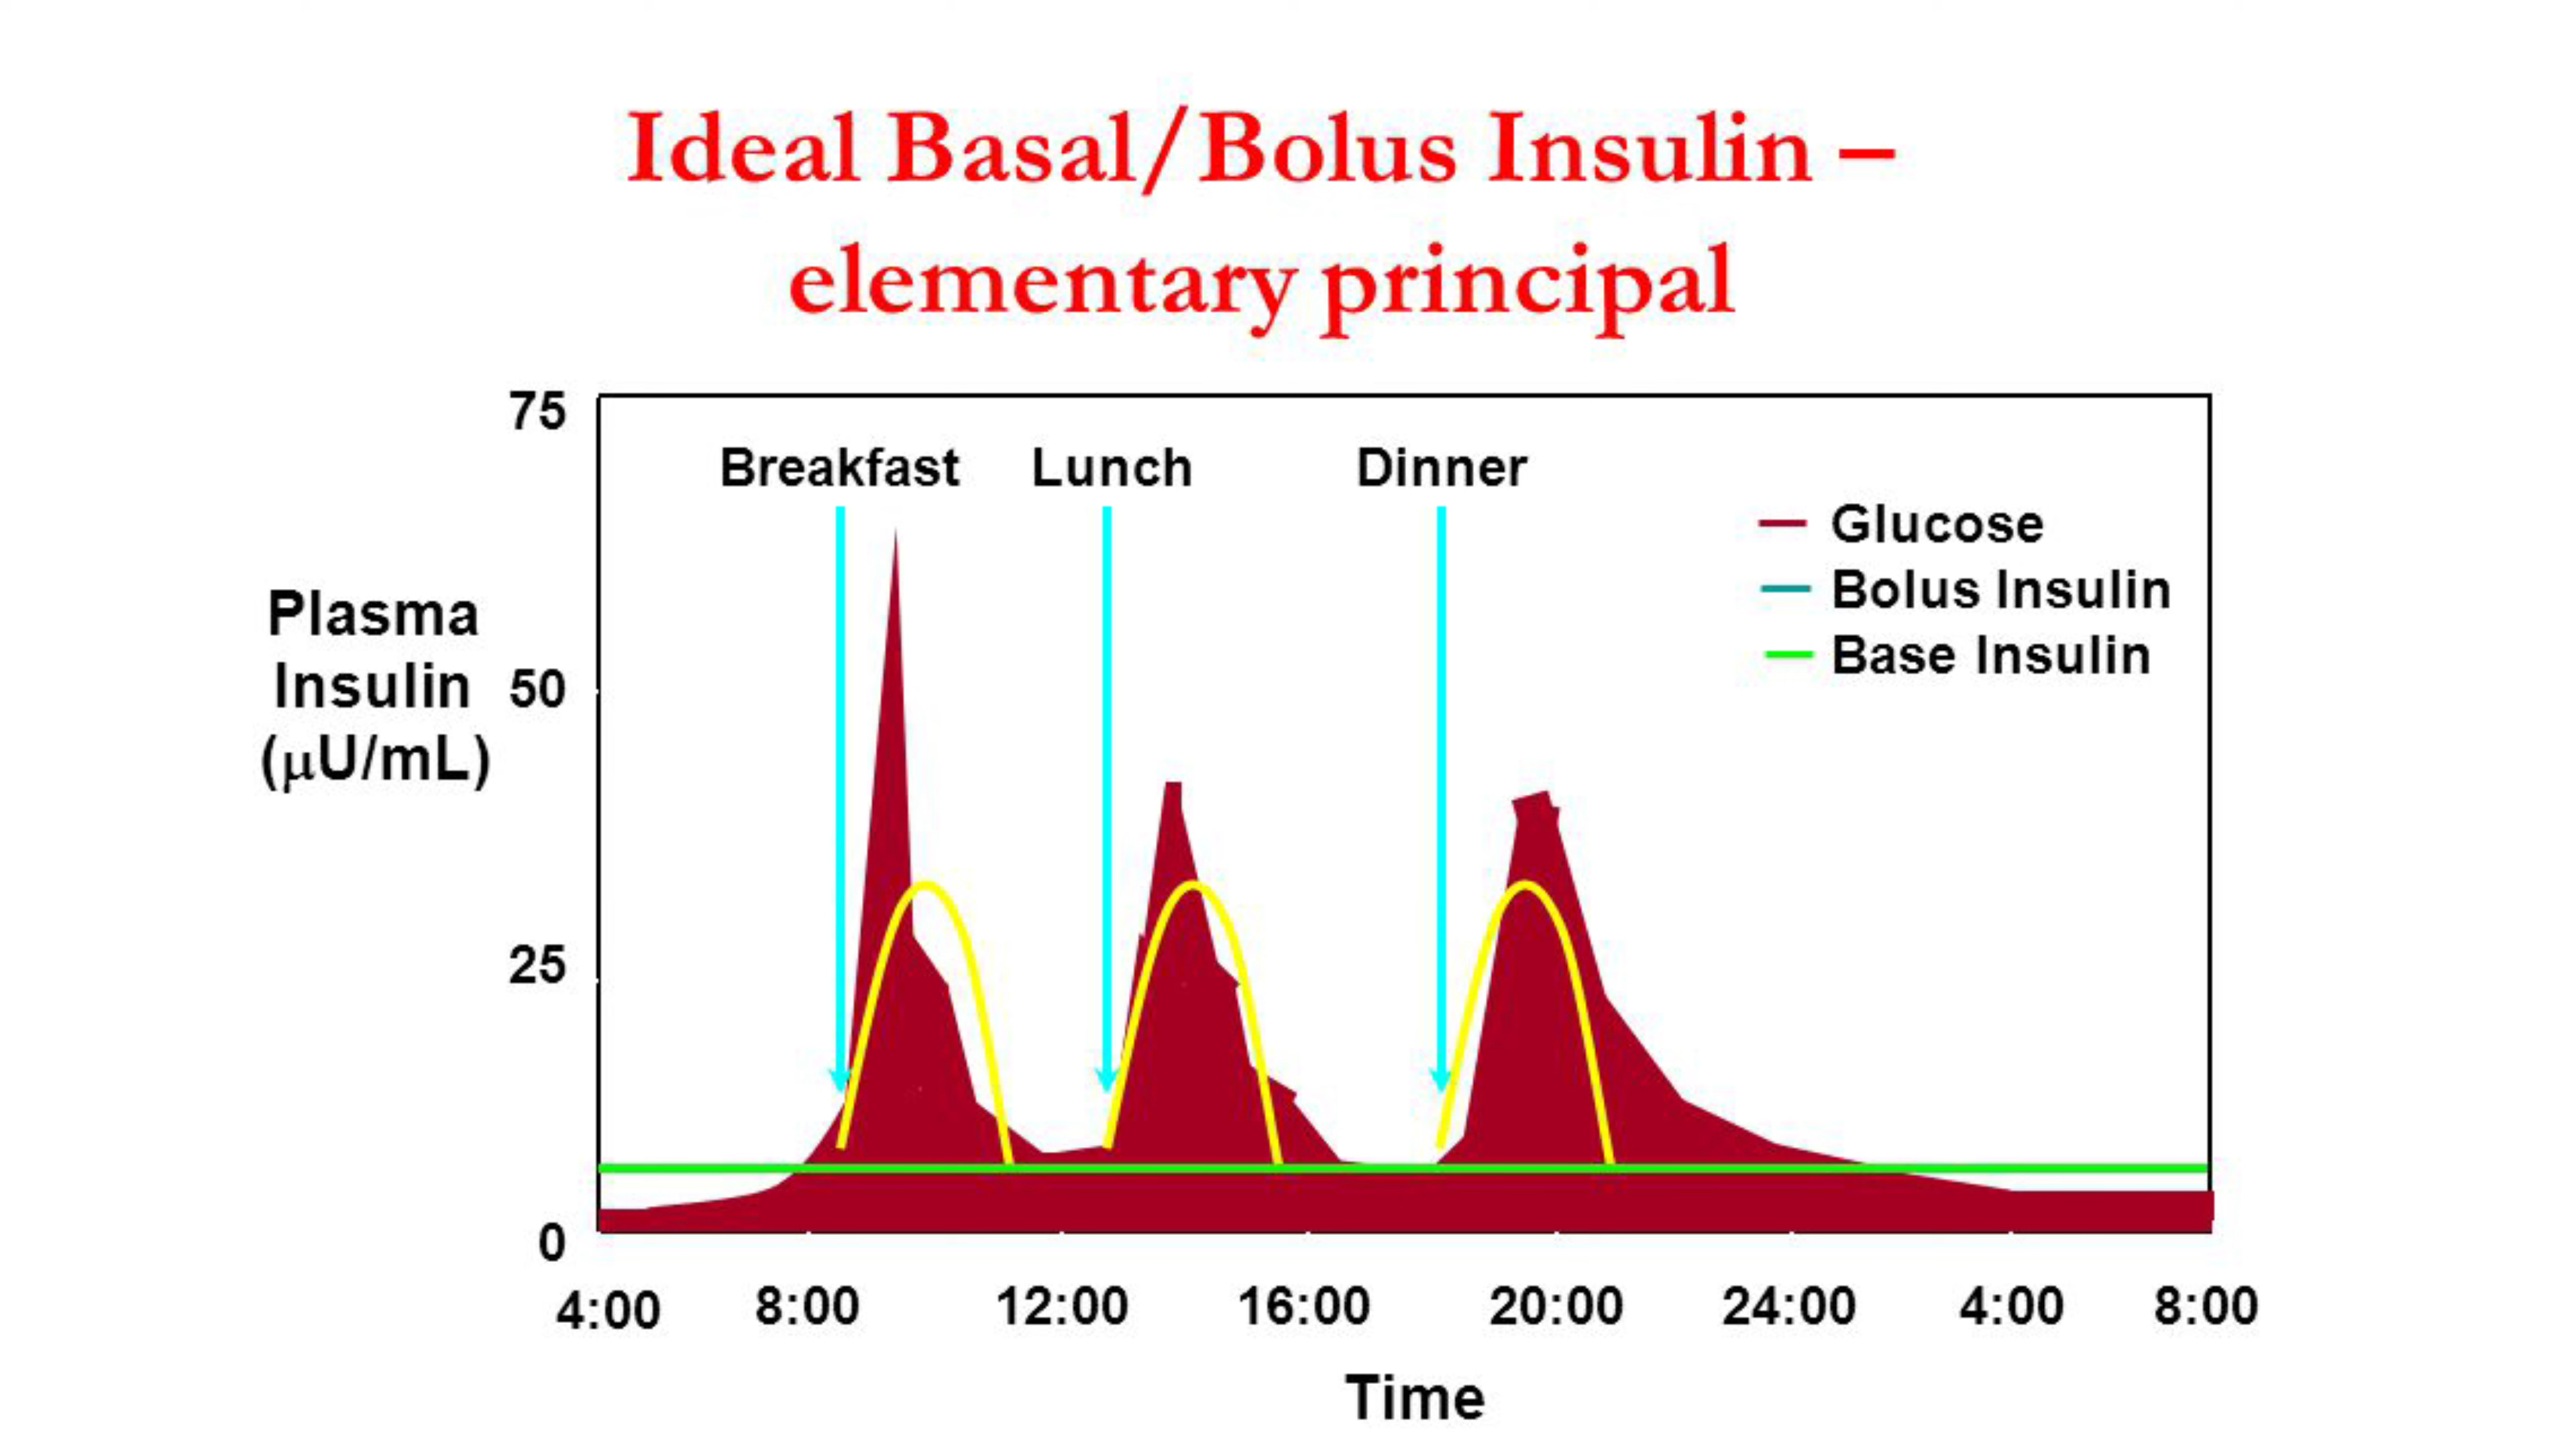 Ideal Basal/Bolus Insulin –
elementary principal
75
Breakfast Lunch Dinner
Glucose
Bolus Insulin
Base Insulin
Plasma
Insulin
(μU/mL)
50
25
0
4:00 8:00 12:00 16:00 20:00 24:00 4:00 8:00
Time